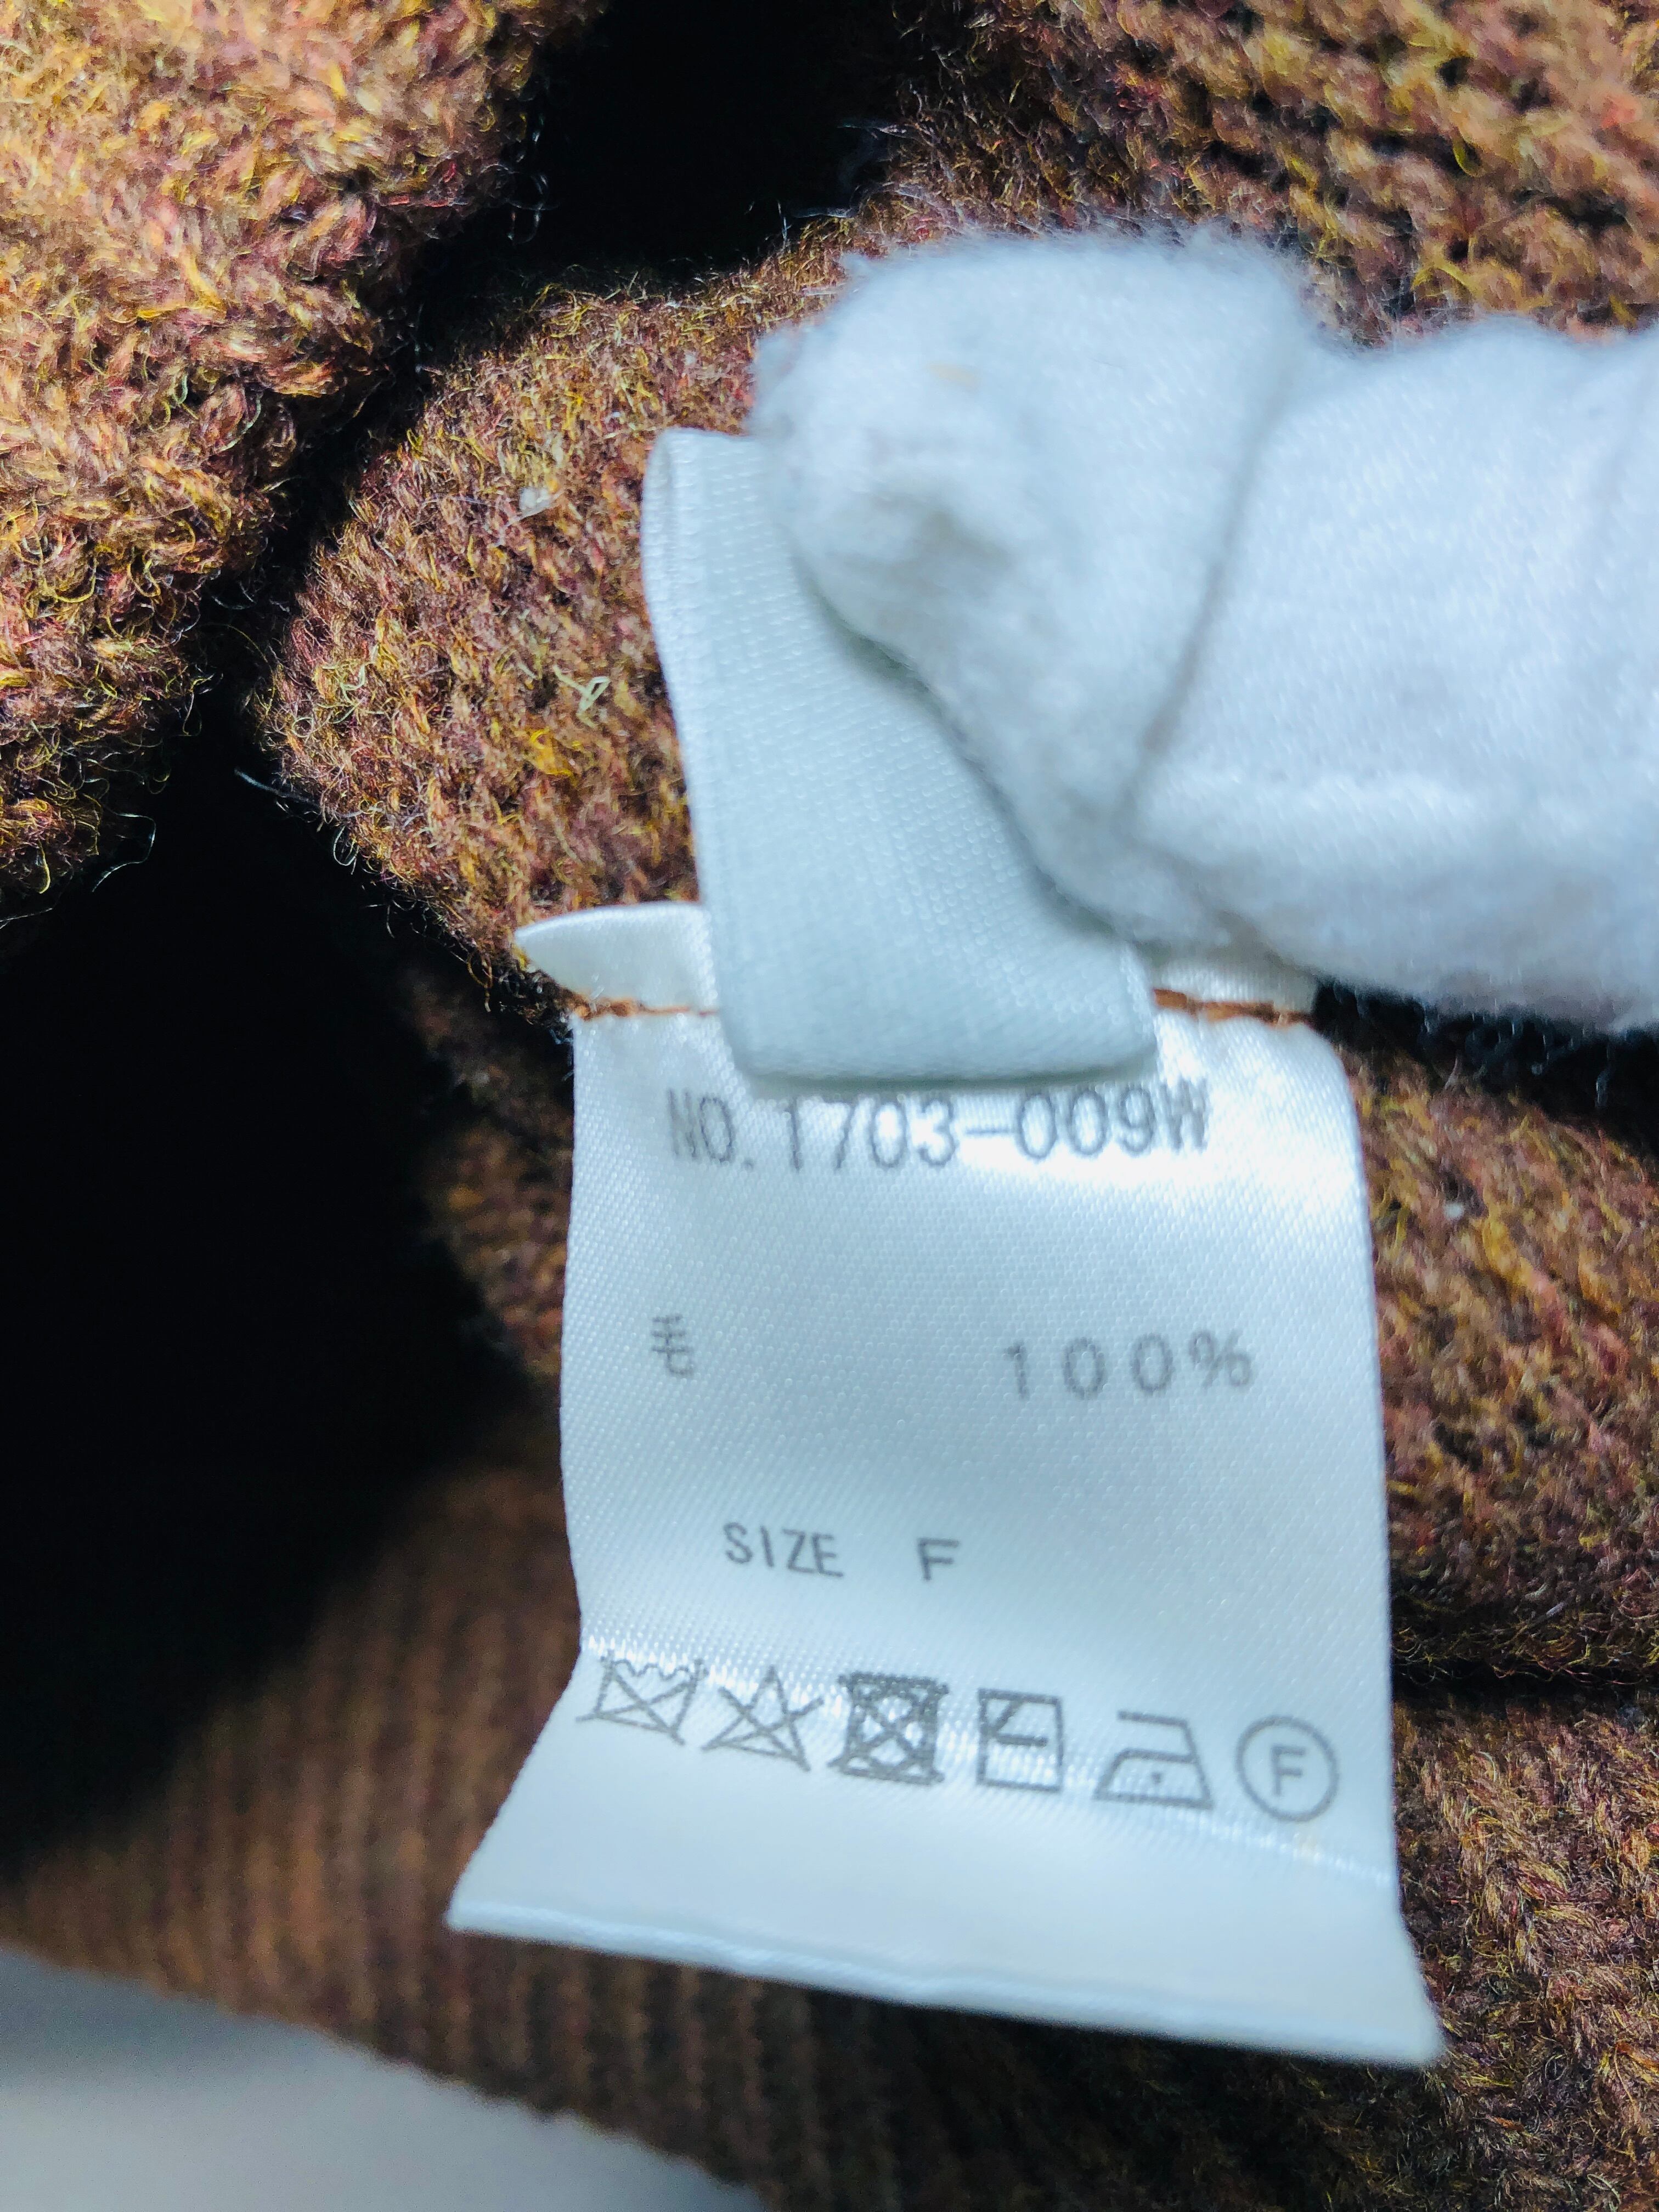 NO.1703-009W
毛 100%
SIZE F
F